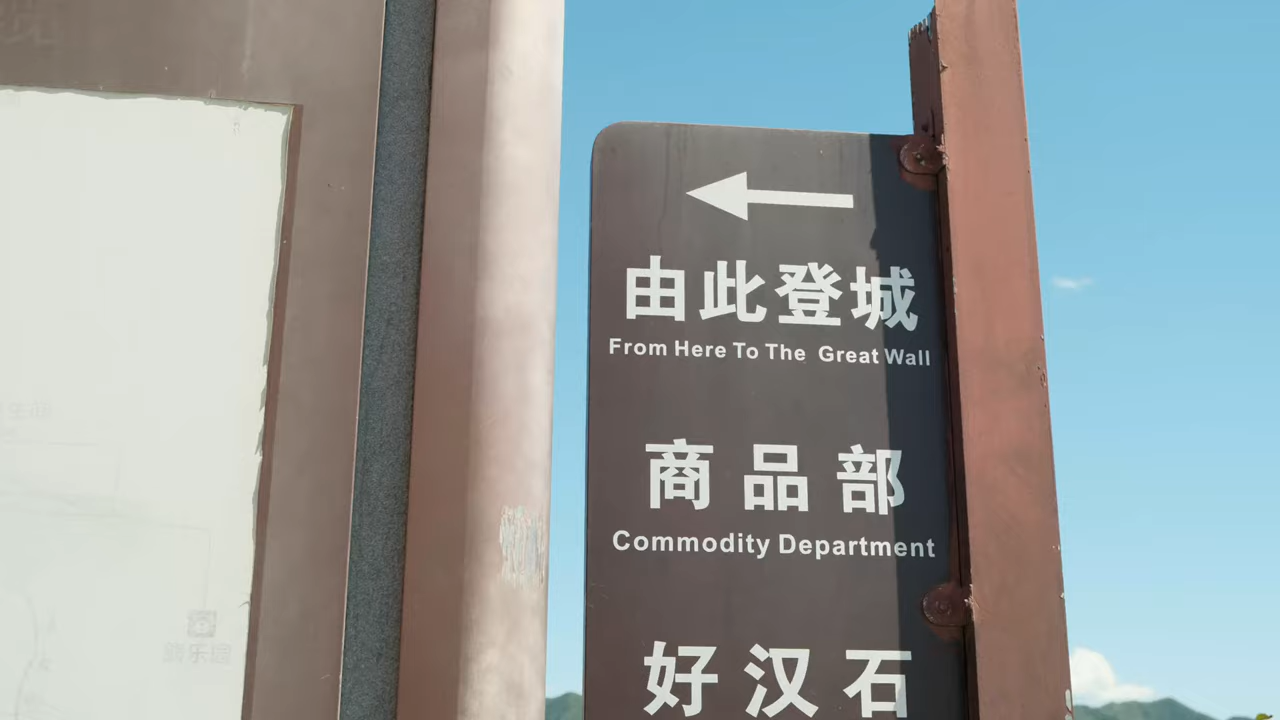 由此登城
From Here To The Great Wall
商品部
Commodity Department
好汉石